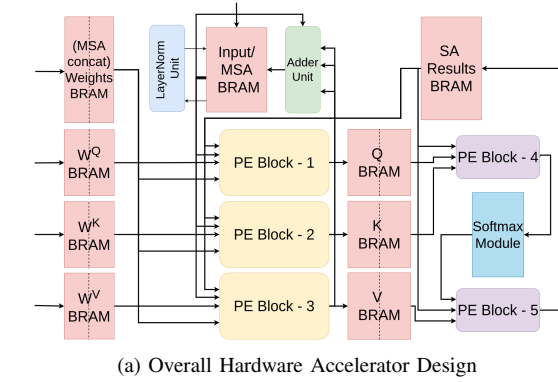 (MSA
concat)
Weights
BRAM
LayerNorm
Unit
Input/
MSA
BRAM
Adder
Unit
SA
Results
BRAM
W^Q
BRAM
PE Block - 1
Q
BRAM
PE Block - 4
W^K
BRAM
PE Block - 2
K
BRAM
Softmax
Module
W^V
BRAM
PE Block - 3
V
BRAM
PE Block - 5
(a) Overall Hardware Accelerator Design